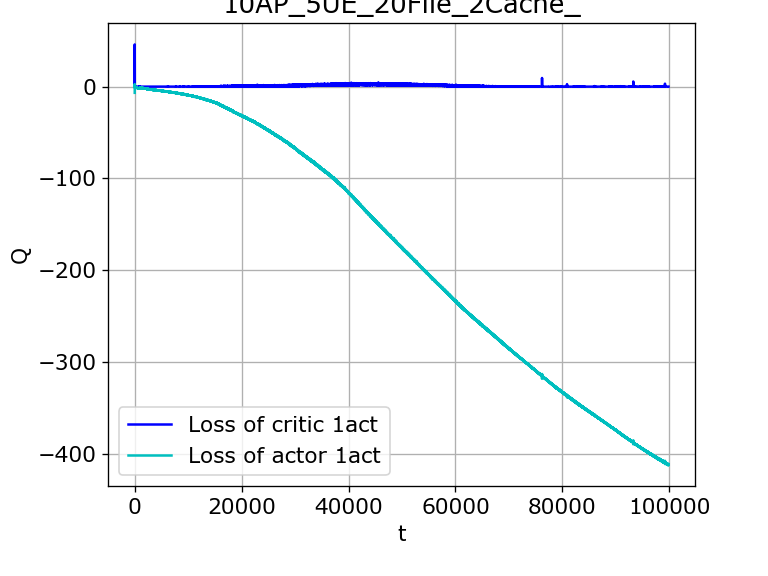 10AP_5UE_20File_2Cache_
0
−100
−200
−300
−400
Q
Loss of critic 1act
Loss of actor 1act
0 20000 40000 60000 80000 100000
t